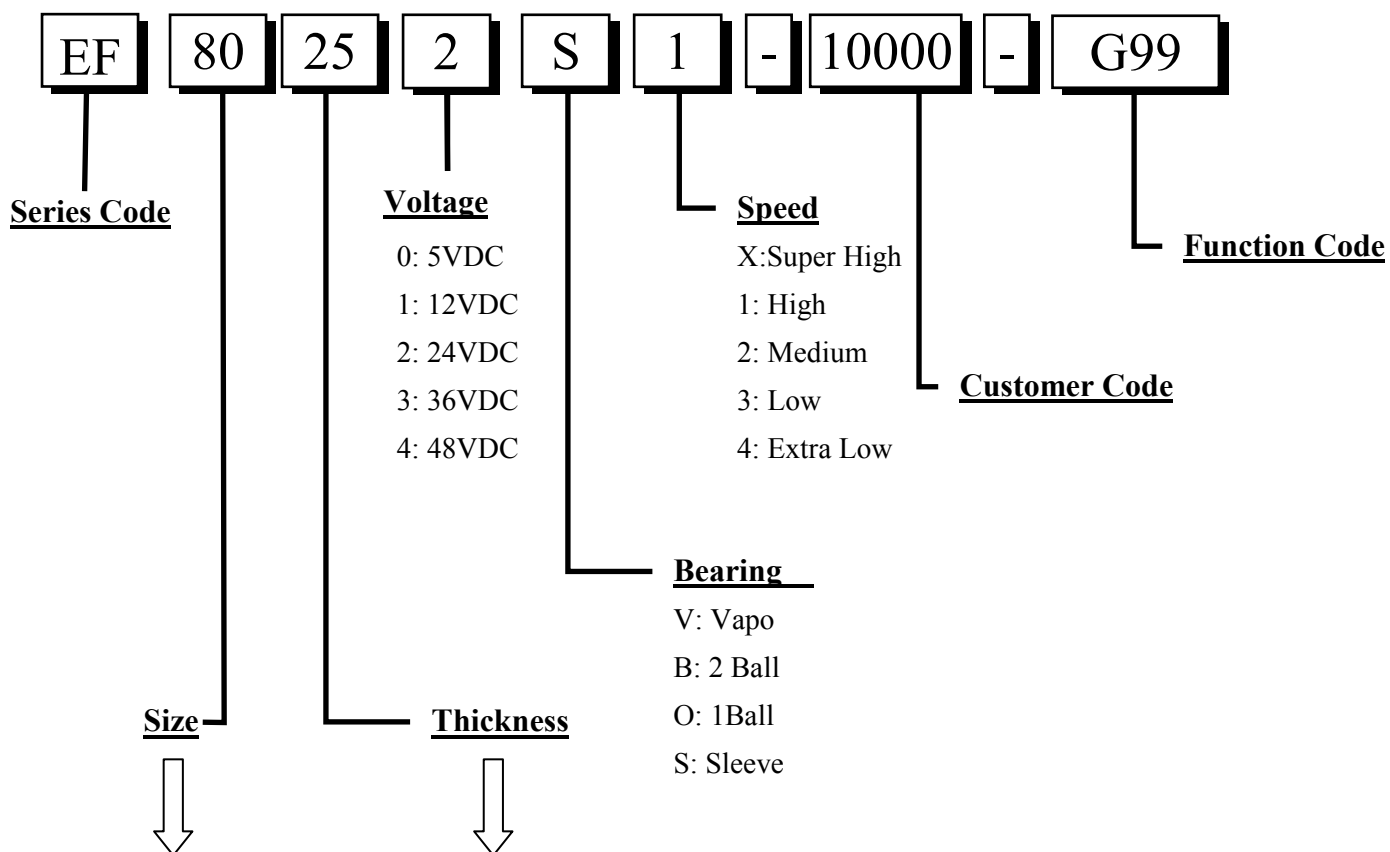 EF 80 25 2 S 1 - 10000 - G99
Series Code
Voltage
0: 5VDC
1: 12VDC
2: 24VDC
3: 36VDC
4: 48VDC
Speed
X:Super High
1: High
2: Medium
3: Low
4: Extra Low
Function Code
Customer Code
Bearing
V: Vapo
B: 2 Ball
O: 1Ball
S: Sleeve
Size
Thickness